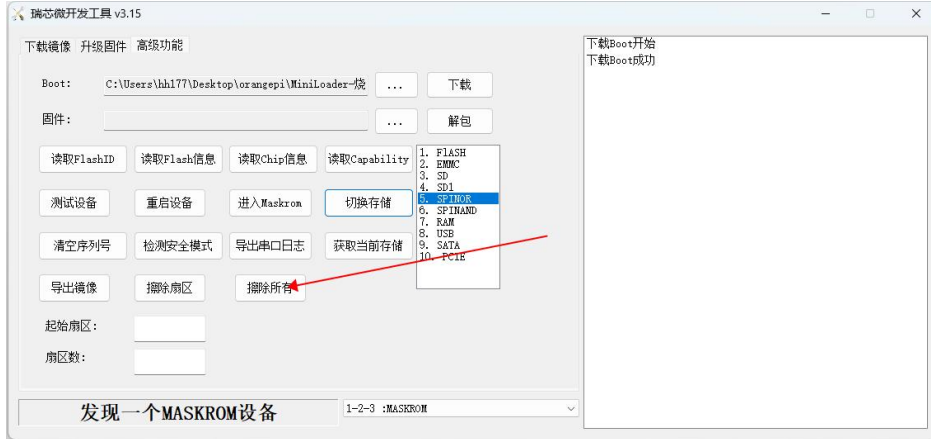 瑞芯微开发工具 v3.15
下载镜像 升级固件 高级功能
Boot: C:\Users\hh177\Desktop\orangepi\MiniLoader-烧 ... 下载
固件: ... 解包
读取FlashID 读取Flash信息 读取Chip信息 读取Capability
测试设备 重启设备 进入Maskrom 切换存储
清空序列号 检测安全模式 导出串口日志 获取当前存储
导出镜像 擦除扇区 擦除所有
1. FlASH
2. EMMC
3. SD
4. SD1
5. SPINOR
6. SPINAND
7. RAM
8. USB
9. SATA
10. PCIE
起始扇区:
扇区数:
发现一个MASKROM设备 1-2-3 :MASKROM
下载Boot开始
下载Boot成功